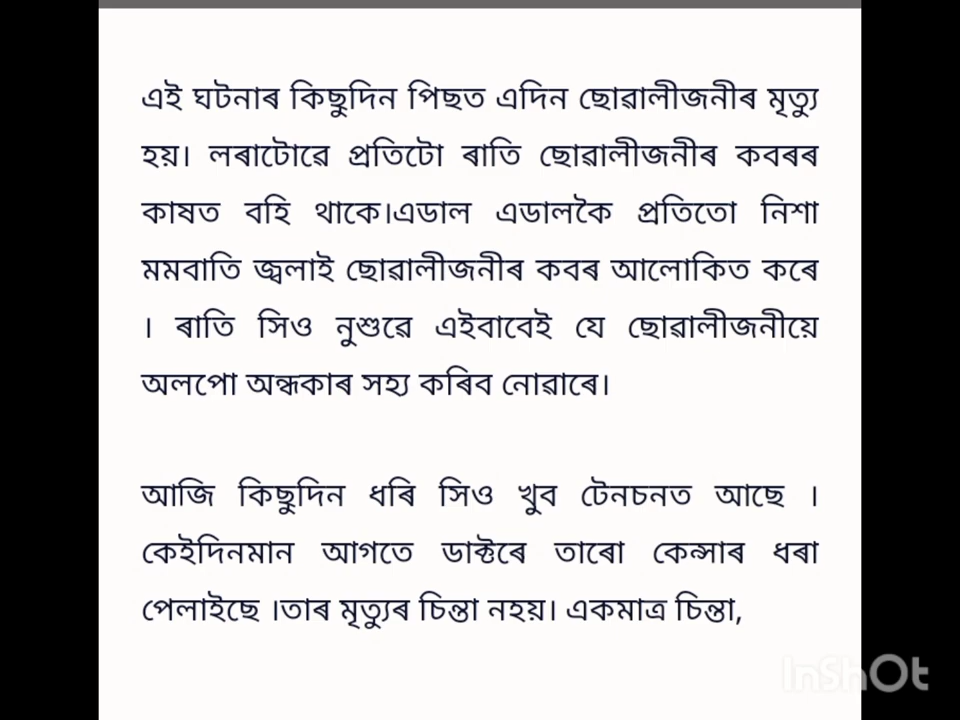 এই ঘটনাৰ কিছুদিন পিছত এদিন ছোৱালীজনীৰ মৃত্যু
হয়। লৰাটোৱে প্ৰতিটো ৰাতি ছোৱালীজনীৰ কবৰৰ
কাষত বহি থাকে।এডাল এডালকৈ প্ৰতিতো নিশা
মমবাতি জ্বলাই ছোৱালীজনীৰ কবৰ আলোকিত কৰে
। ৰাতি সিও নুশুৱে এইবাবেই যে ছোৱালীজনীয়ে
অলপো অন্ধকাৰ সহ্য কৰিব নোৱাৰে।
আজি কিছুদিন ধৰি সিও খুব টেনচনত আছে ।
কেইদিনমান আগতে ডাক্টৰে তাৰো কেন্সাৰ ধৰা
পেলাইছে ।তাৰ মৃত্যুৰ চিন্তা নহয়। একমাত্ৰ চিন্তা,
InShOt